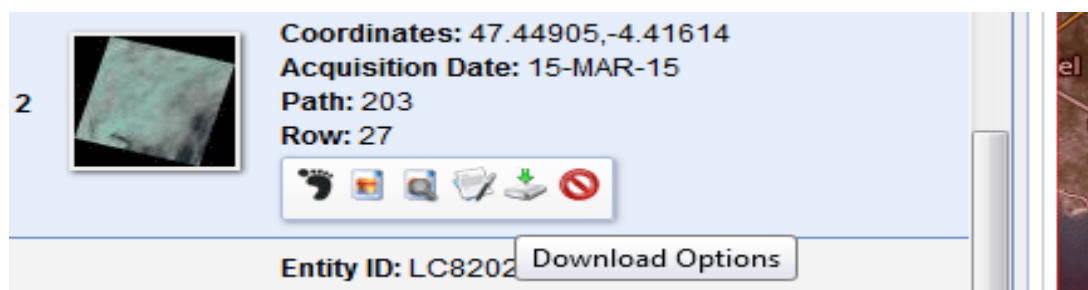 Coordinates: 47.44905,-4.41614
Acquisition Date: 15-MAR-15
2
Path: 203
Row: 27
Download Options
Entity ID: LC8202
el